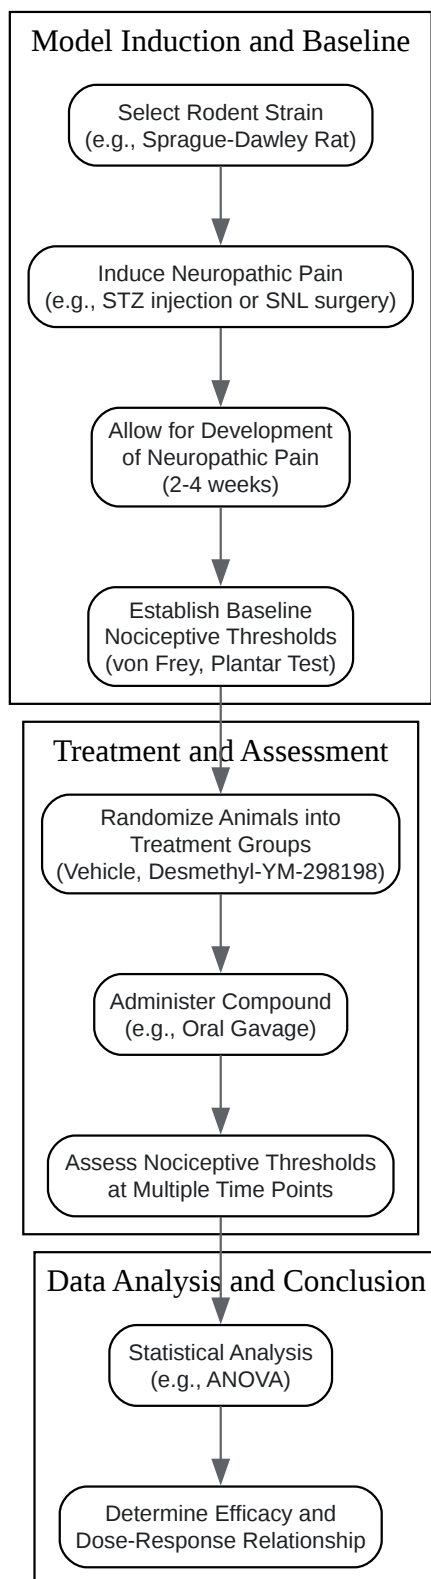 Model Induction and Baseline
Select Rodent Strain
(e.g., Sprague-Dawley Rat)
Induce Neuropathic Pain
(e.g., STZ injection or SNL surgery)
Allow for Development
of Neuropathic Pain
(2-4 weeks)
Establish Baseline
Nociceptive Thresholds
(von Frey, Plantar Test)
Treatment and Assessment
Randomize Animals into
Treatment Groups
(Vehicle, Desmethyl-YM-298198)
Administer Compound
(e.g., Oral Gavage)
Assess Nociceptive Thresholds
at Multiple Time Points
Data Analysis and Conclusion
Statistical Analysis
(e.g., ANOVA)
Determine Efficacy and
Dose-Response Relationship